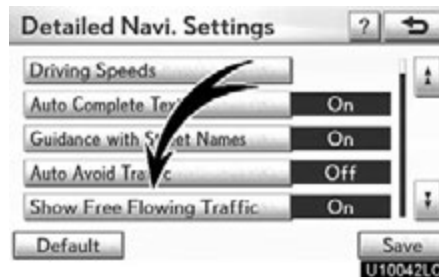 Detailed Navi. Settings ?
Driving Speeds
Auto Complete Text On
Guidance with Street Names On
Auto Avoid Traffic Off
Show Free Flowing Traffic On
Default Save
U10042LC